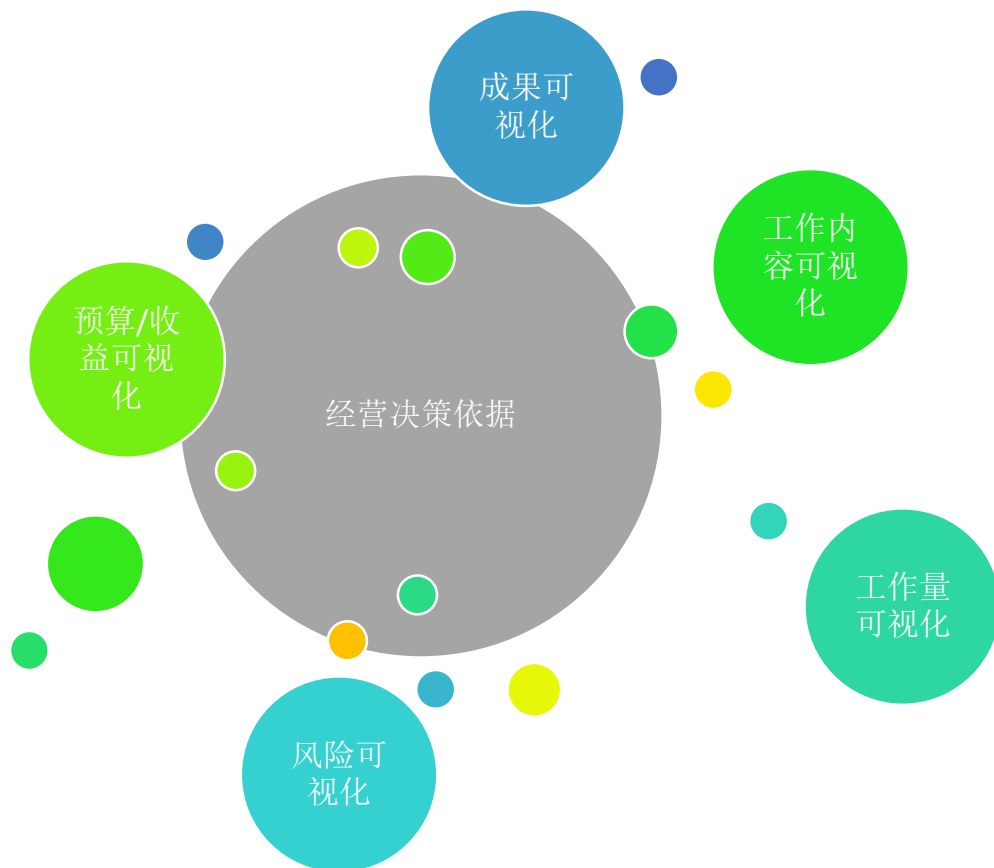 成果可
视化
工作内
容可视
化
预算/收
益可视
化
经营决策依据
工作量
可视化
风险可
视化